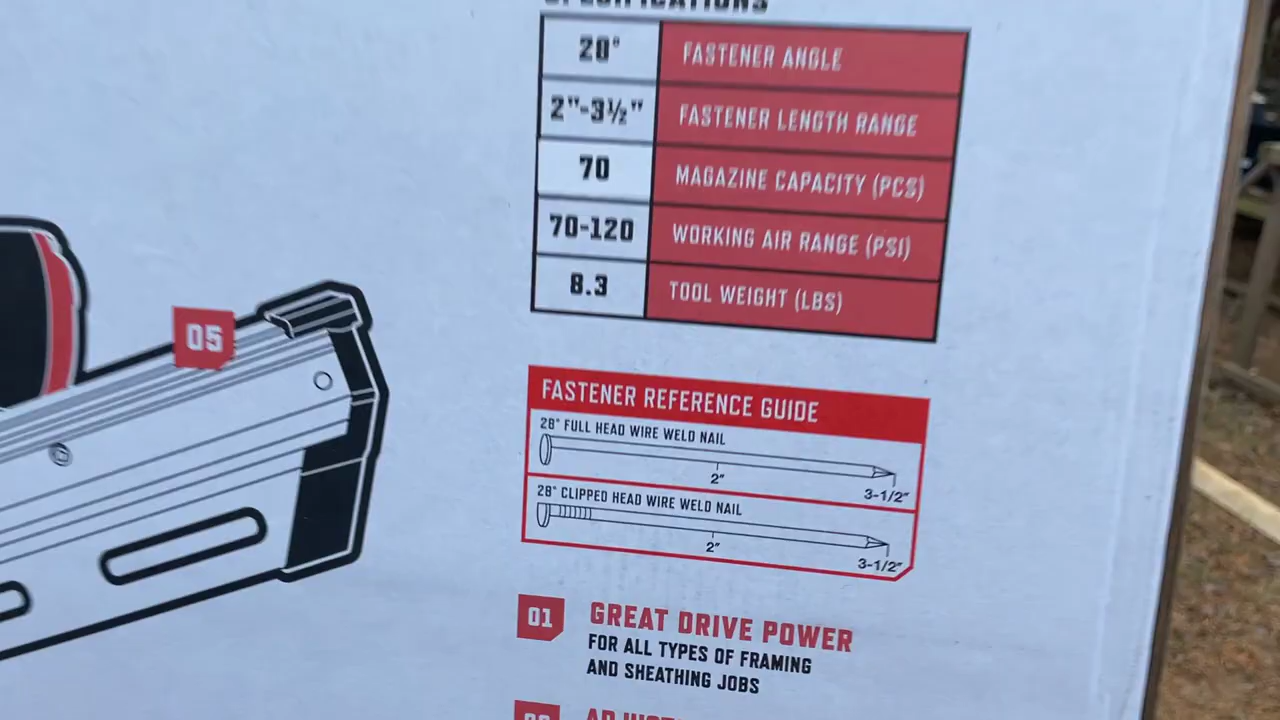 SPECIFICATIONS
28° FASTENER ANGLE
2"-3½" FASTENER LENGTH RANGE
70 MAGAZINE CAPACITY (PCS)
70-120 WORKING AIR RANGE (PSI)
8.3 TOOL WEIGHT (LBS)
05
FASTENER REFERENCE GUIDE
28° FULL HEAD WIRE WELD NAIL
2"
3-1/2"
28° CLIPPED HEAD WIRE WELD NAIL
2"
3-1/2"
01 GREAT DRIVE POWER
FOR ALL TYPES OF FRAMING
AND SHEATHING JOBS